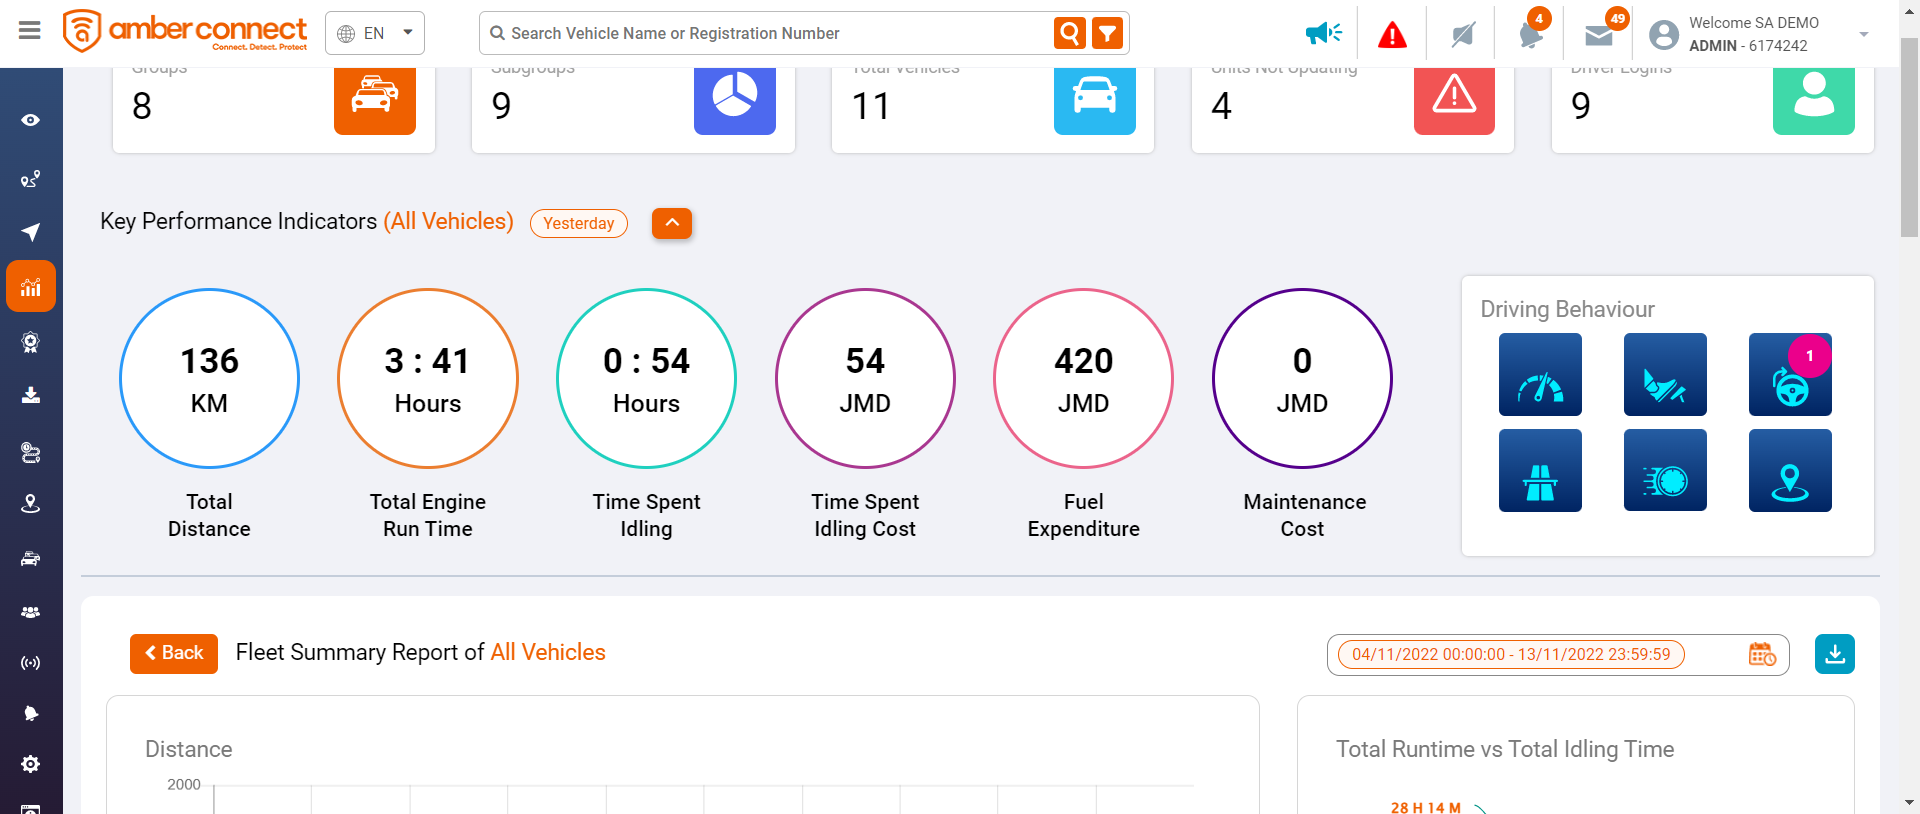 amber connect
Connect. Detect. Protect
EN
Search Vehicle Name or Registration Number
4
49
Welcome SA DEMO
ADMIN - 6174242
Groups
8
Subgroups
9
Total Vehicles
11
Units Not Updating
4
Driver Logins
9
Key Performance Indicators (All Vehicles)
Yesterday
136
KM
Total
Distance
3 : 41
Hours
Total Engine
Run Time
0 : 54
Hours
Time Spent
Idling
54
JMD
Time Spent
Idling Cost
420
JMD
Fuel
Expenditure
0
JMD
Maintenance
Cost
Driving Behaviour
1
Back
Fleet Summary Report of All Vehicles
04/11/2022 00:00:00 - 13/11/2022 23:59:59
Distance
2000
Total Runtime vs Total Idling Time
28 H 14 M